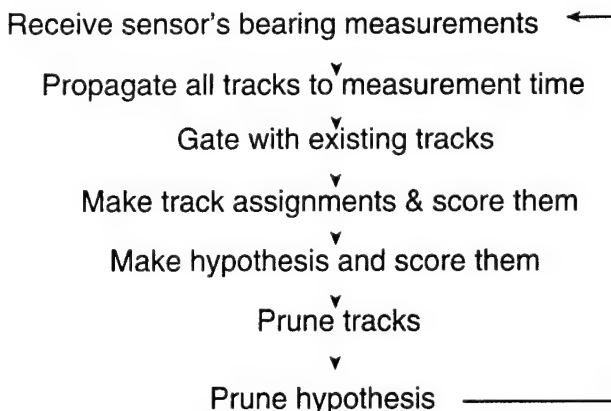 Receive sensor's bearing measurements
Propagate all tracks to measurement time
Gate with existing tracks
Make track assignments & score them
Make hypothesis and score them
Prune tracks
Prune hypothesis